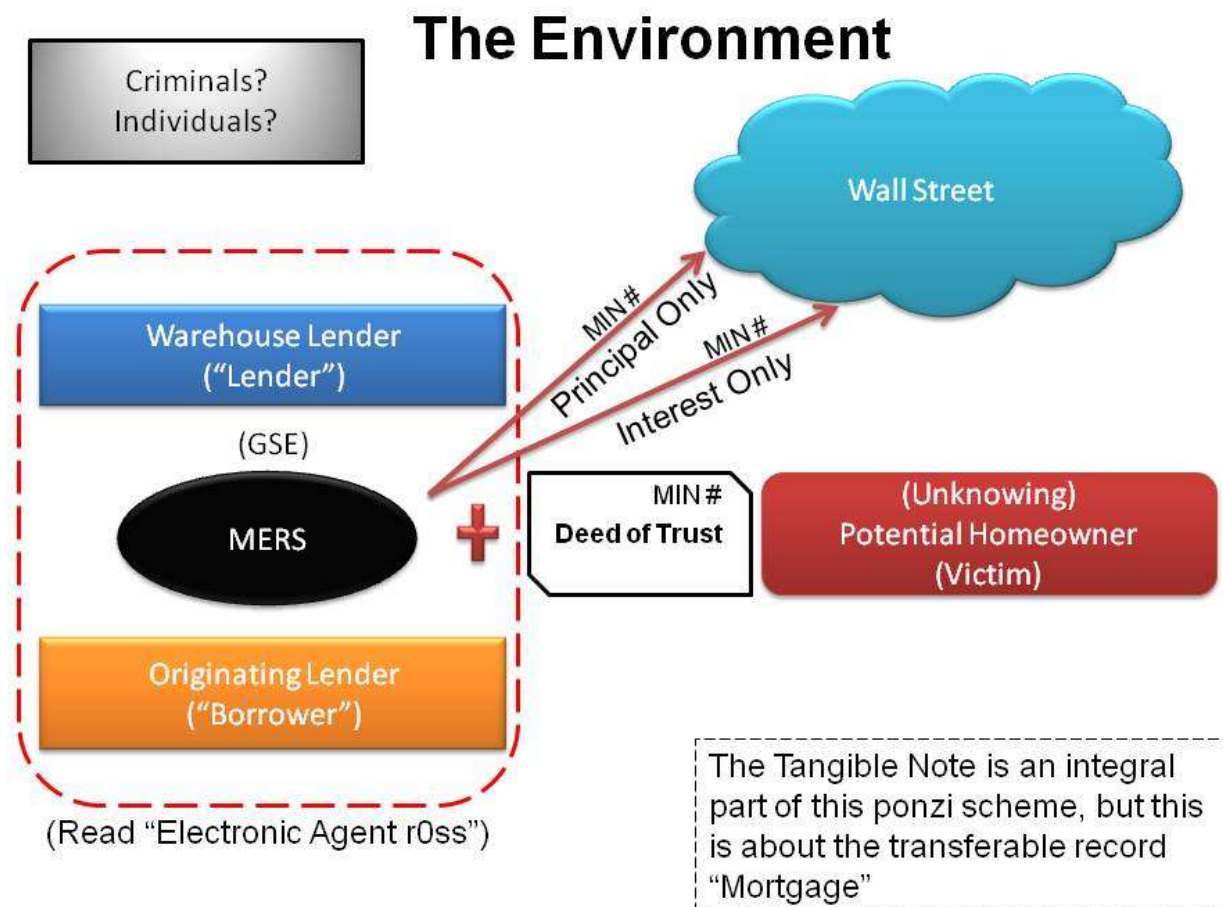 The Environment
Criminals?
Individuals?
Wall Street
MIN #
Principal Only
MIN #
Interest Only
Warehouse Lender
(“Lender”)
(GSE)
MERS
MIN #
Deed of Trust
(Unknowing)
Potential Homeowner
(Victim)
Originating Lender
(“Borrower”)
(Read “Electronic Agent r0ss”)
The Tangible Note is an integral
part of this ponzi scheme, but this
is about the transferable record
“Mortgage”